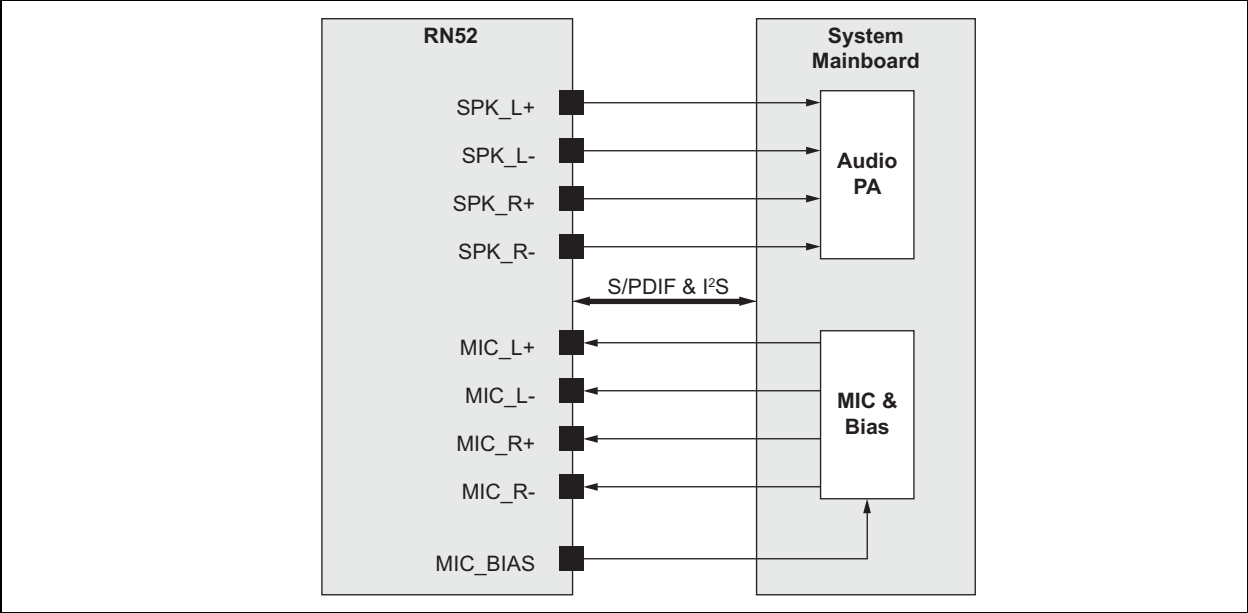 RN52
System
Mainboard
SPK_L+
SPK_L-
SPK_R+
SPK_R-
Audio
PA
S/PDIF & I²S
MIC_L+
MIC_L-
MIC_R+
MIC_R-
MIC &
Bias
MIC_BIAS